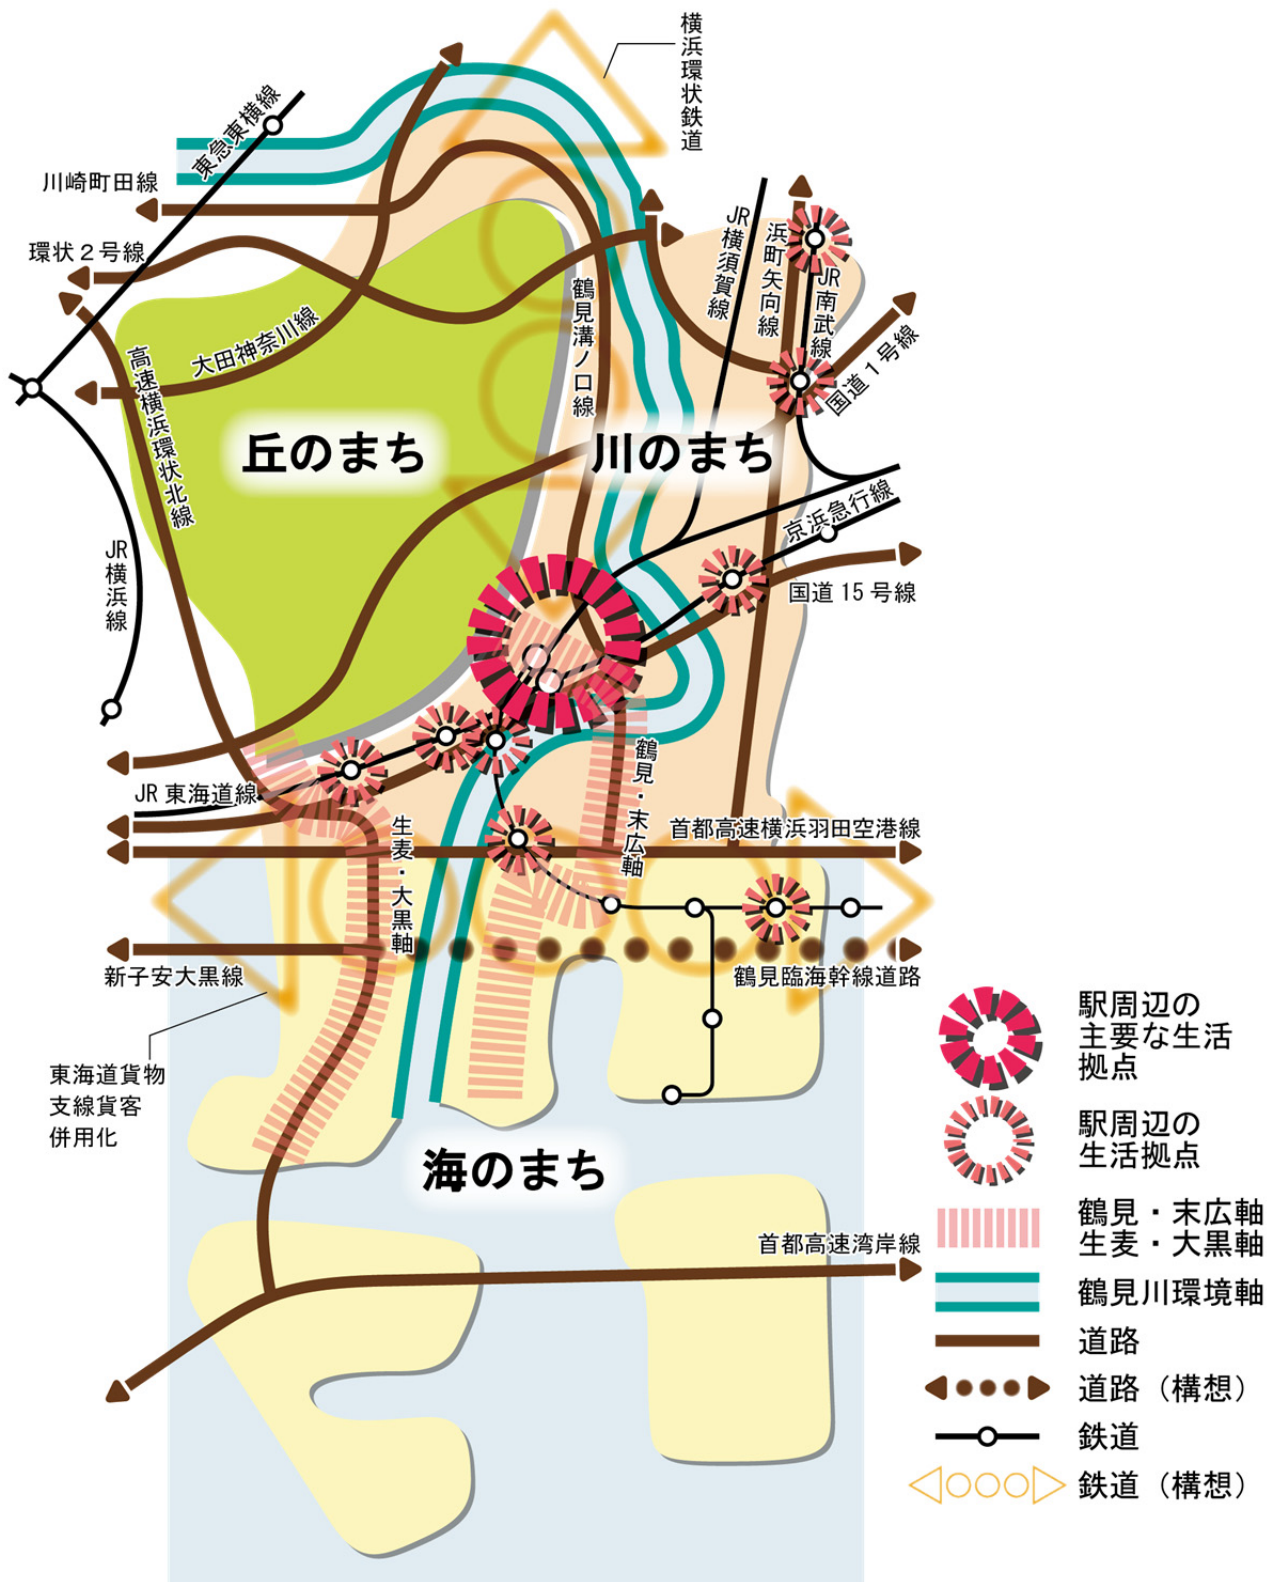 横浜環状鉄道
東急東横線
川崎町田線
環状２号線
JR横須賀線
浜町矢向線
JR南武線
鶴見溝ノ口線
大田神奈川線
国道１号線
高速横浜環状北線
丘のまち
川のまち
京浜急行線
JR横浜線
国道15号線
JR東海道線
鶴見・末広軸
生麦・大黒軸
首都高速横浜羽田空港線
新子安大黒線
鶴見臨海幹線道路
東海道貨物
支線貨客
併用化
海のまち
首都高速湾岸線
駅周辺の
主要な生活
拠点
駅周辺の
生活拠点
鶴見・末広軸
生麦・大黒軸
鶴見川環境軸
道路
道路（構想）
鉄道
鉄道（構想）